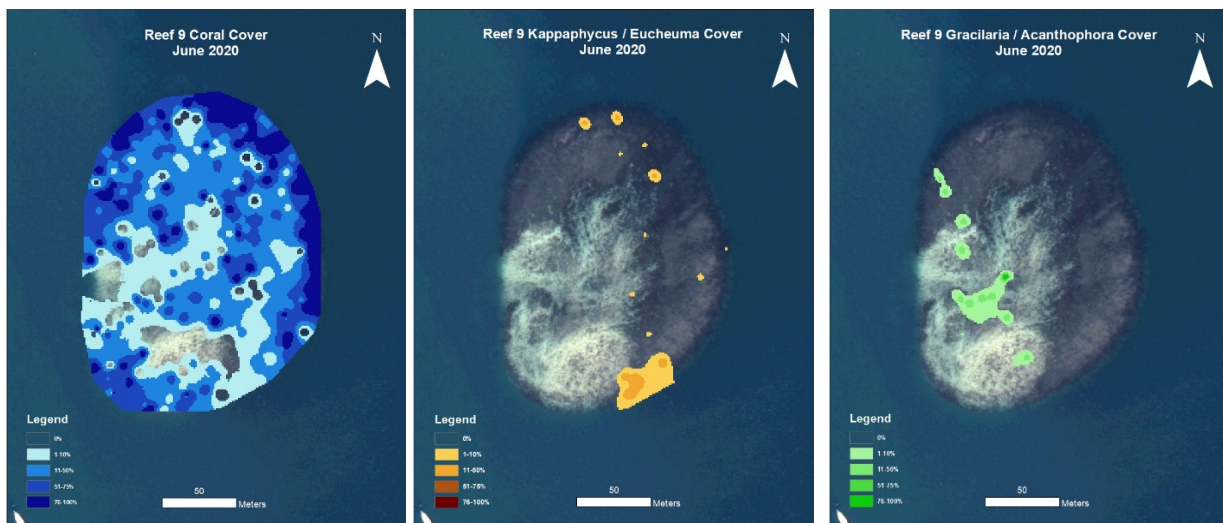 Reef 9 Coral Cover
June 2020
N
Legend
0%
1-10%
11-50%
51-75%
76-100%
50
Meters
Reef 9 Kappaphycus / Eucheuma Cover
June 2020
N
Legend
0%
1-10%
11-50%
51-75%
76-100%
50
Meters
Reef 9 Gracilaria / Acanthophora Cover
June 2020
N
Legend
0%
1-10%
11-50%
51-75%
76-100%
50
Meters